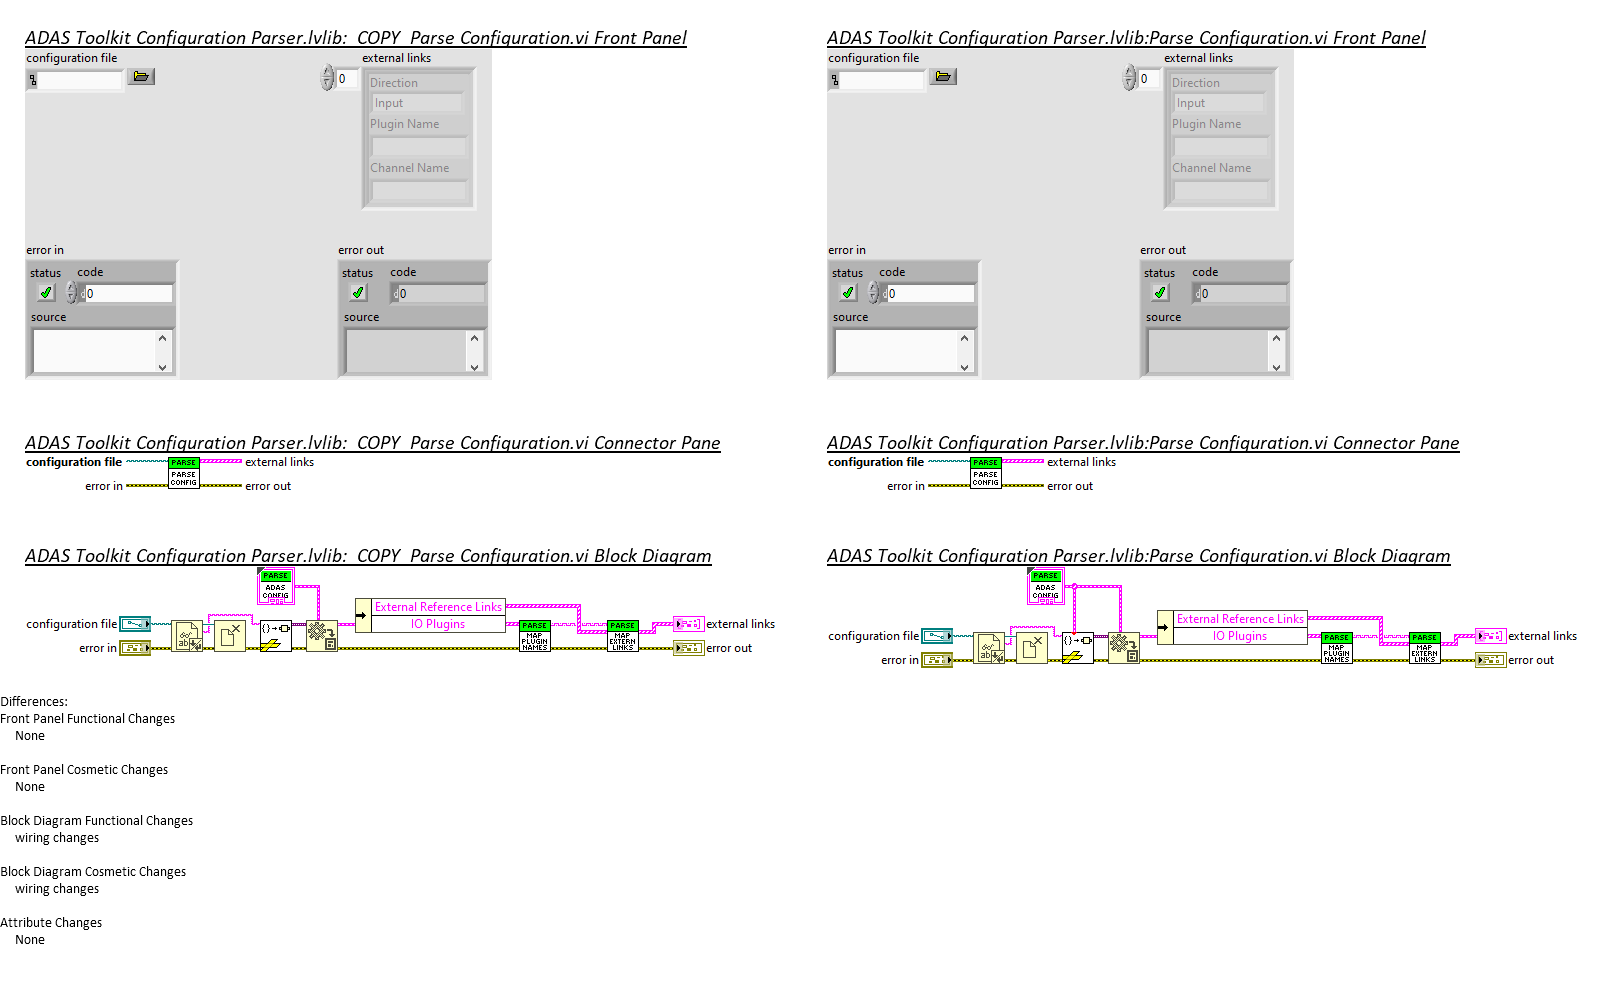 ADAS Toolkit Configuration Parser.lvlib:  COPY  Parse Configuration.vi Front Panel
configuration file
external links
0
Direction
Input
Plugin Name
Channel Name
error in
error out
status code
status code
0
d 0
source
source
ADAS Toolkit Configuration Parser.lvlib:Parse Configuration.vi Front Panel
configuration file
external links
0
Direction
Input
Plugin Name
Channel Name
error in
error out
status code
status code
0
d 0
source
source
ADAS Toolkit Configuration Parser.lvlib:  COPY  Parse Configuration.vi Connector Pane
configuration file
PARSE
PARSE
CONFIG
external links
error in
error out
ADAS Toolkit Configuration Parser.lvlib:Parse Configuration.vi Connector Pane
configuration file
PARSE
PARSE
CONFIG
external links
error in
error out
ADAS Toolkit Configuration Parser.lvlib:  COPY  Parse Configuration.vi Block Diagram
PARSE
ADAS
CONFIG
External Reference Links
IO Plugins
configuration file
error in
ab
PARSE
MAP
PLUGIN
NAMES
PARSE
MAP
EXTERN
LINKS
external links
error out
ADAS Toolkit Configuration Parser.lvlib:Parse Configuration.vi Block Diagram
PARSE
ADAS
CONFIG
External Reference Links
IO Plugins
configuration file
error in
ab
PARSE
MAP
PLUGIN
NAMES
PARSE
MAP
EXTERN
LINKS
external links
error out
Differences:
Front Panel Functional Changes
None
Front Panel Cosmetic Changes
None
Block Diagram Functional Changes
wiring changes
Block Diagram Cosmetic Changes
wiring changes
Attribute Changes
None